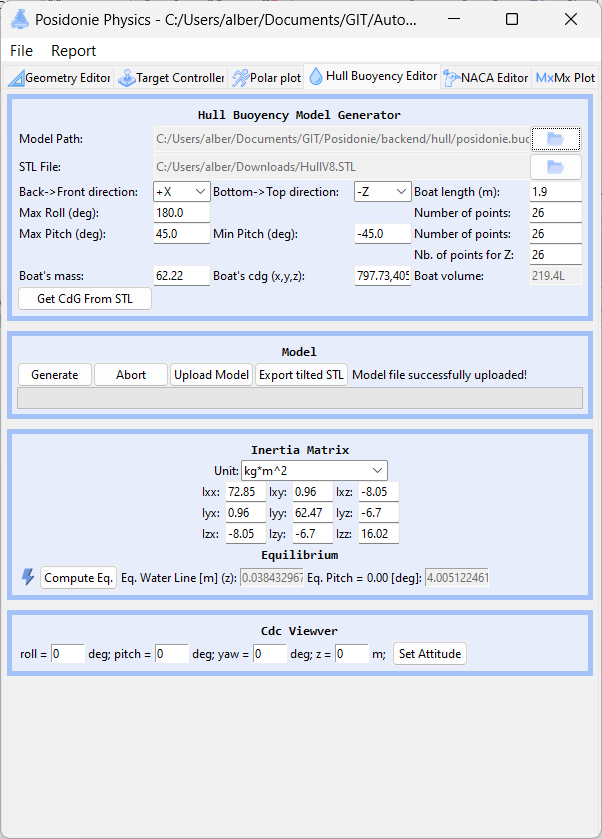 Posidonie Physics - C:/Users/alber/Documents/GIT/Auto...
File Report
Geometry Editor Target Controller Polar plot Hull Buoyency Editor NACA Editor MxMx Plot
Hull Buoyency Model Generator
Model Path: C:/Users/alber/Documents/GIT/Posidonie/backend/hull/posidonie.buc
STL File: C:/Users/alber/Downloads/HullV8.STL
Back->Front direction: +X Bottom->Top direction: -Z Boat length (m): 1.9
Max Roll (deg): 180.0 Number of points: 26
Max Pitch (deg): 45.0 Min Pitch (deg): -45.0 Number of points: 26
Nb. of points for Z: 26
Boat's mass: 62.22 Boat's cdg (x,y,z): 797.73,405 Boat volume: 219.4L
Get CdG From STL
Model
Generate Abort Upload Model Export tilted STL Model file successfully uploaded!
Inertia Matrix
Unit: kg*m^2
Ixx: 72.85 Ixy: 0.96 Ixz: -8.05
Iyx: 0.96 Iyy: 62.47 Iyz: -6.7
Izx: -8.05 Izy: -6.7 Izz: 16.02
Equilibrium
Compute Eq. Eq. Water Line [m] (z): 0.038432967 Eq. Pitch = 0.00 [deg]: 4.005122461
Cdc Viewver
roll = 0 deg; pitch = 0 deg; yaw = 0 deg; z = 0 m; Set Attitude